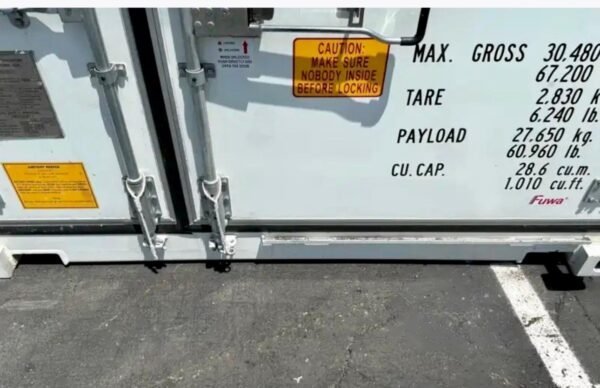 CAUTION:
MAKE SURE
NOBODY INSIDE
BEFORE LOCKING
MAX. GROSS 30.480 K
67.200
TARE 2.830 K
6.240 lb.
PAYLOAD 27.650 kg.
60.960 lb.
CU.CAP. 28.6 cu.m.
1.010 cu.ft.
Fuwa